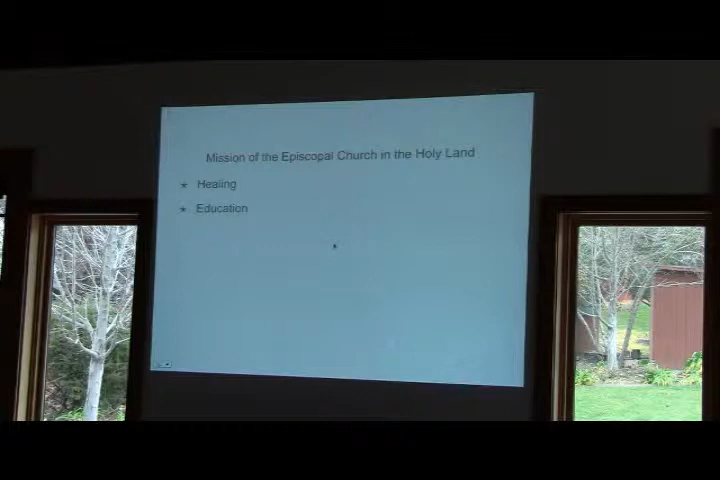 Mission of the Episcopal Church in the Holy Land
Healing
Education